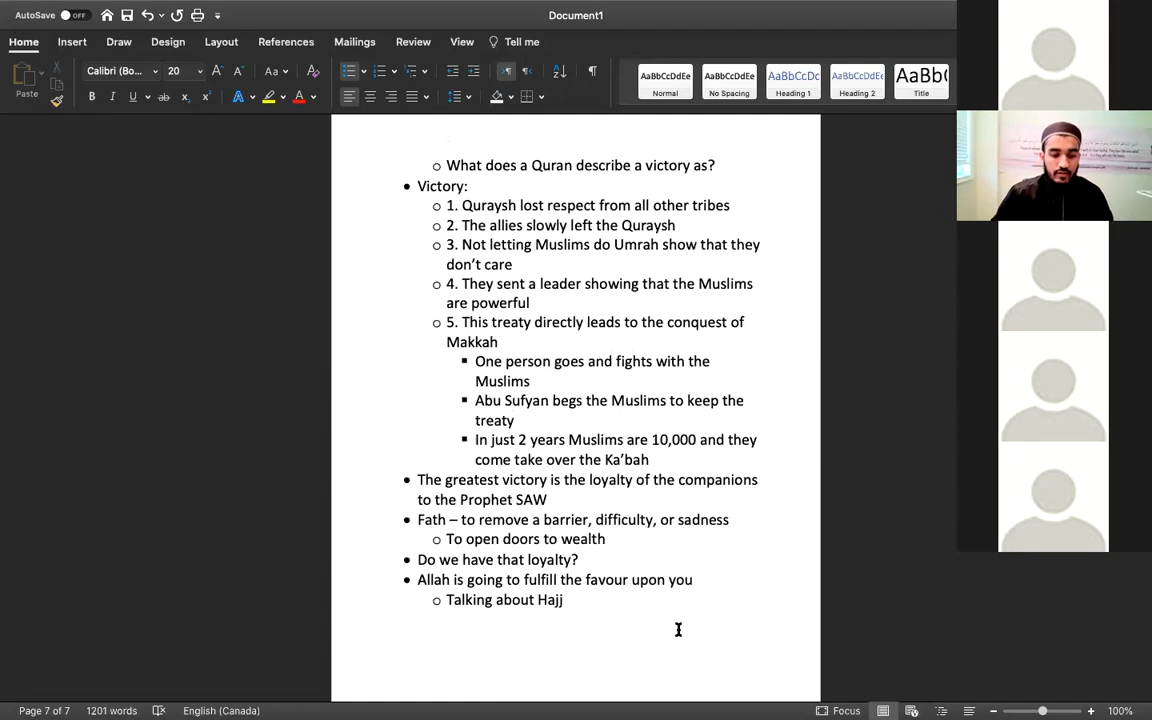 AutoSave OFF
Document1
Home Insert Draw Design Layout References Mailings Review View Tell me
Paste
Calibri (Bo... 20
AaBbCcDdEe AaBbCcDdEe AaBbCcDc AaBbCcDdEe AaBb(
Normal No Spacing Heading 1 Heading 2 Title
o What does a Quran describe a victory as?
• Victory:
o 1. Quraysh lost respect from all other tribes
o 2. The allies slowly left the Quraysh
o 3. Not letting Muslims do Umrah show that they
don't care
o 4. They sent a leader showing that the Muslims
are powerful
o 5. This treaty directly leads to the conquest of
Makkah
▪ One person goes and fights with the
Muslims
▪ Abu Sufyan begs the Muslims to keep the
treaty
▪ In just 2 years Muslims are 10,000 and they
come take over the Ka'bah
• The greatest victory is the loyalty of the companions
to the Prophet SAW
• Fath – to remove a barrier, difficulty, or sadness
o To open doors to wealth
• Do we have that loyalty?
• Allah is going to fulfill the favour upon you
o Talking about Hajj
Page 7 of 7 1201 words English (Canada) Focus 100%